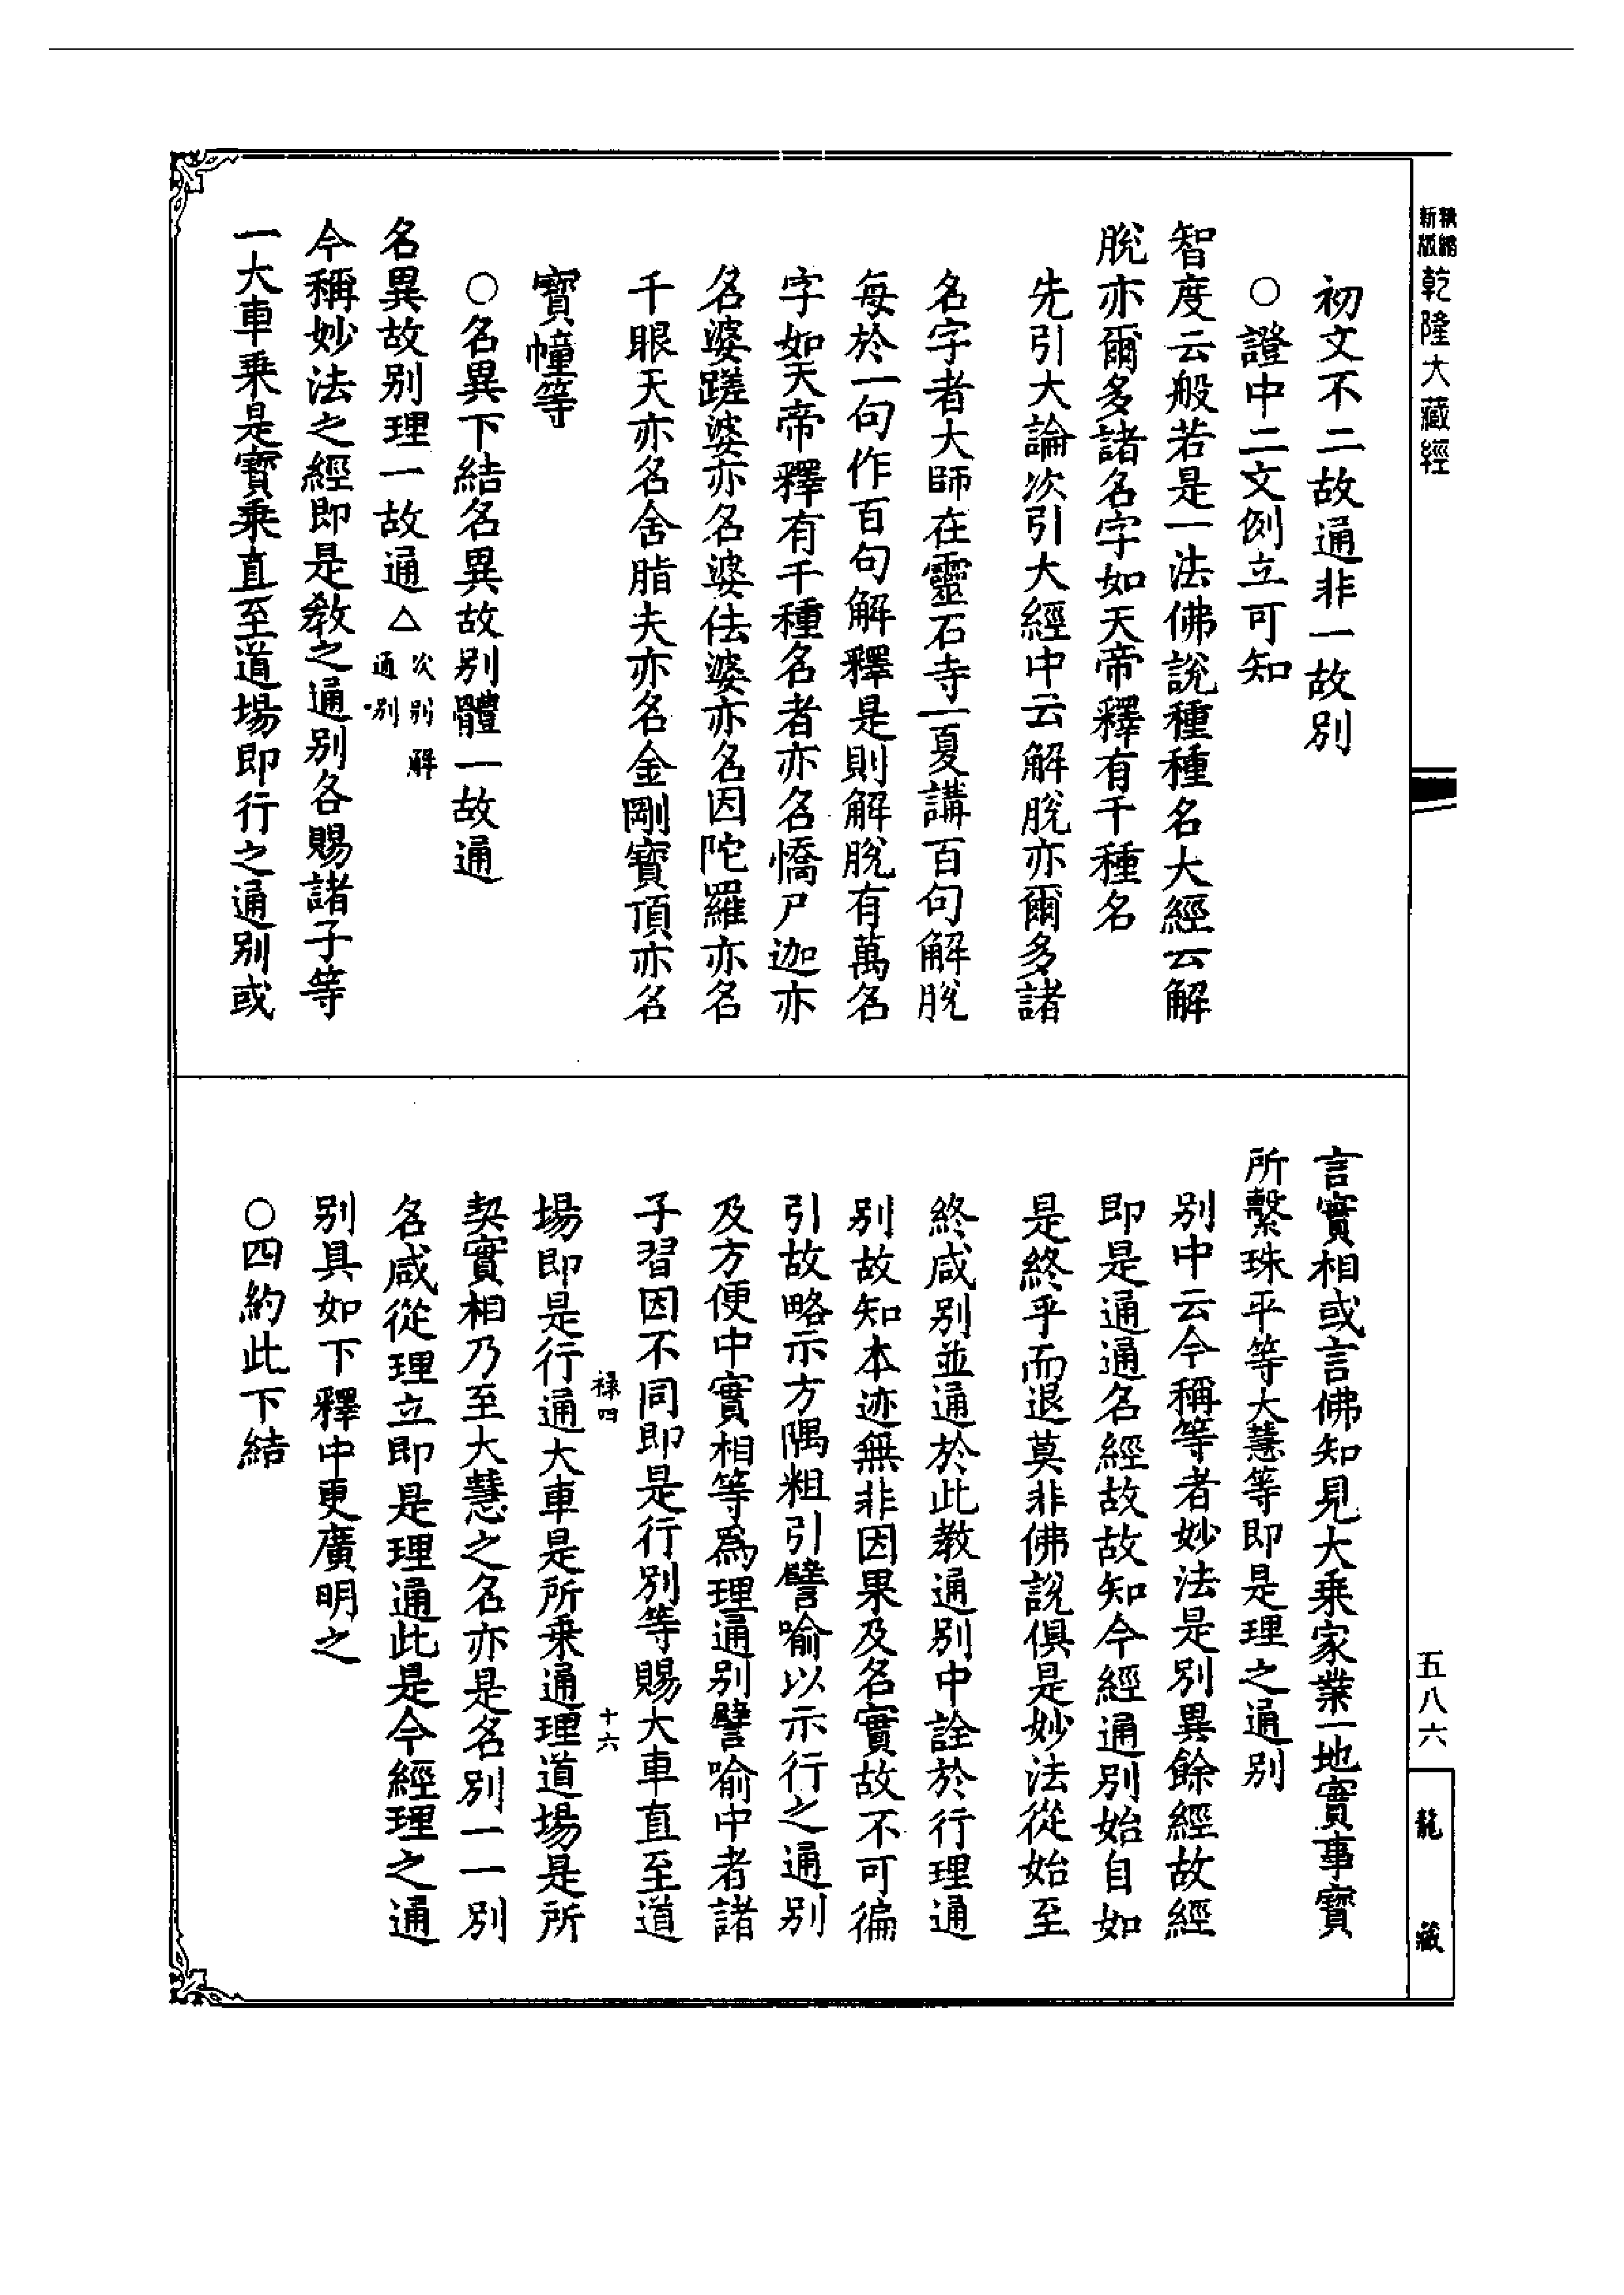 精縮新版乾隆大藏經
初文不二故通非一故別
○證中二文例立可知
智度云般若是一法佛說種種名大經云解
脫亦爾多諸名字如天帝釋有千種名
先引大論次引大經中云解脫亦爾多諸
名字者大師在靈石寺一夏講百句解脫
每於一句作百句解釋是則解脫有萬名
字如天帝釋有千種名者亦名憍尸迦亦
名婆蹉婆亦名婆佉婆亦名因陀羅亦名
千眼天亦名舍脂夫亦名金剛寶頂亦名
寶幢等
○名異下結名異故別體一故通
名異故別理一故通△次別解通別
今稱妙法之經即是教之通別各賜諸子等
一大車乘是寶乘直至道場即行之通別或
言實相或言佛知見大乘家業一地實事寶
所繫珠平等大慧等即是理之通別
別中云今稱等者妙法是別異餘經故經
即是通通名經故故知今經通別始自如
是終乎而退莫非佛說俱是妙法從始至
終咸別並通於此教通別中詮於行理通
別故知本迹無非因果及名實故不可徧
引故略示方隅粗引譬喻以示行之通別
及方便中實相等為理通別譬喻中者諸
子習因不同即是行別等賜大車直至道
祿四
十六
場即是行通大車是所乘通理道場是所
契實相乃至大慧之名亦是名別一一別
名咸從理立即是理通此是今經理之通
別具如下釋中更廣明之
○四約此下結
五八六
龍藏